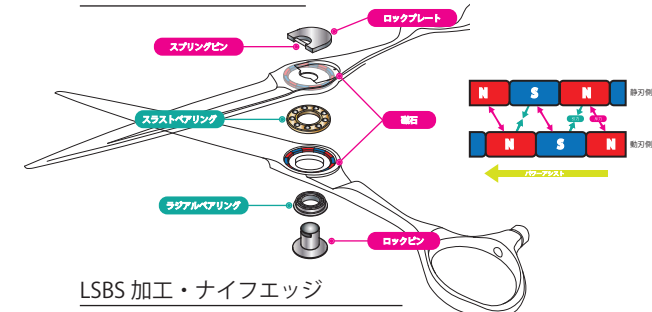 ロックプレート
スプリングピン
スラストベアリング
磁石
ラジアルベアリング
ロックピン
N S N
静刃側
N S N
動刃側
パワーアシスト
LSBS 加工・ナイフエッジ